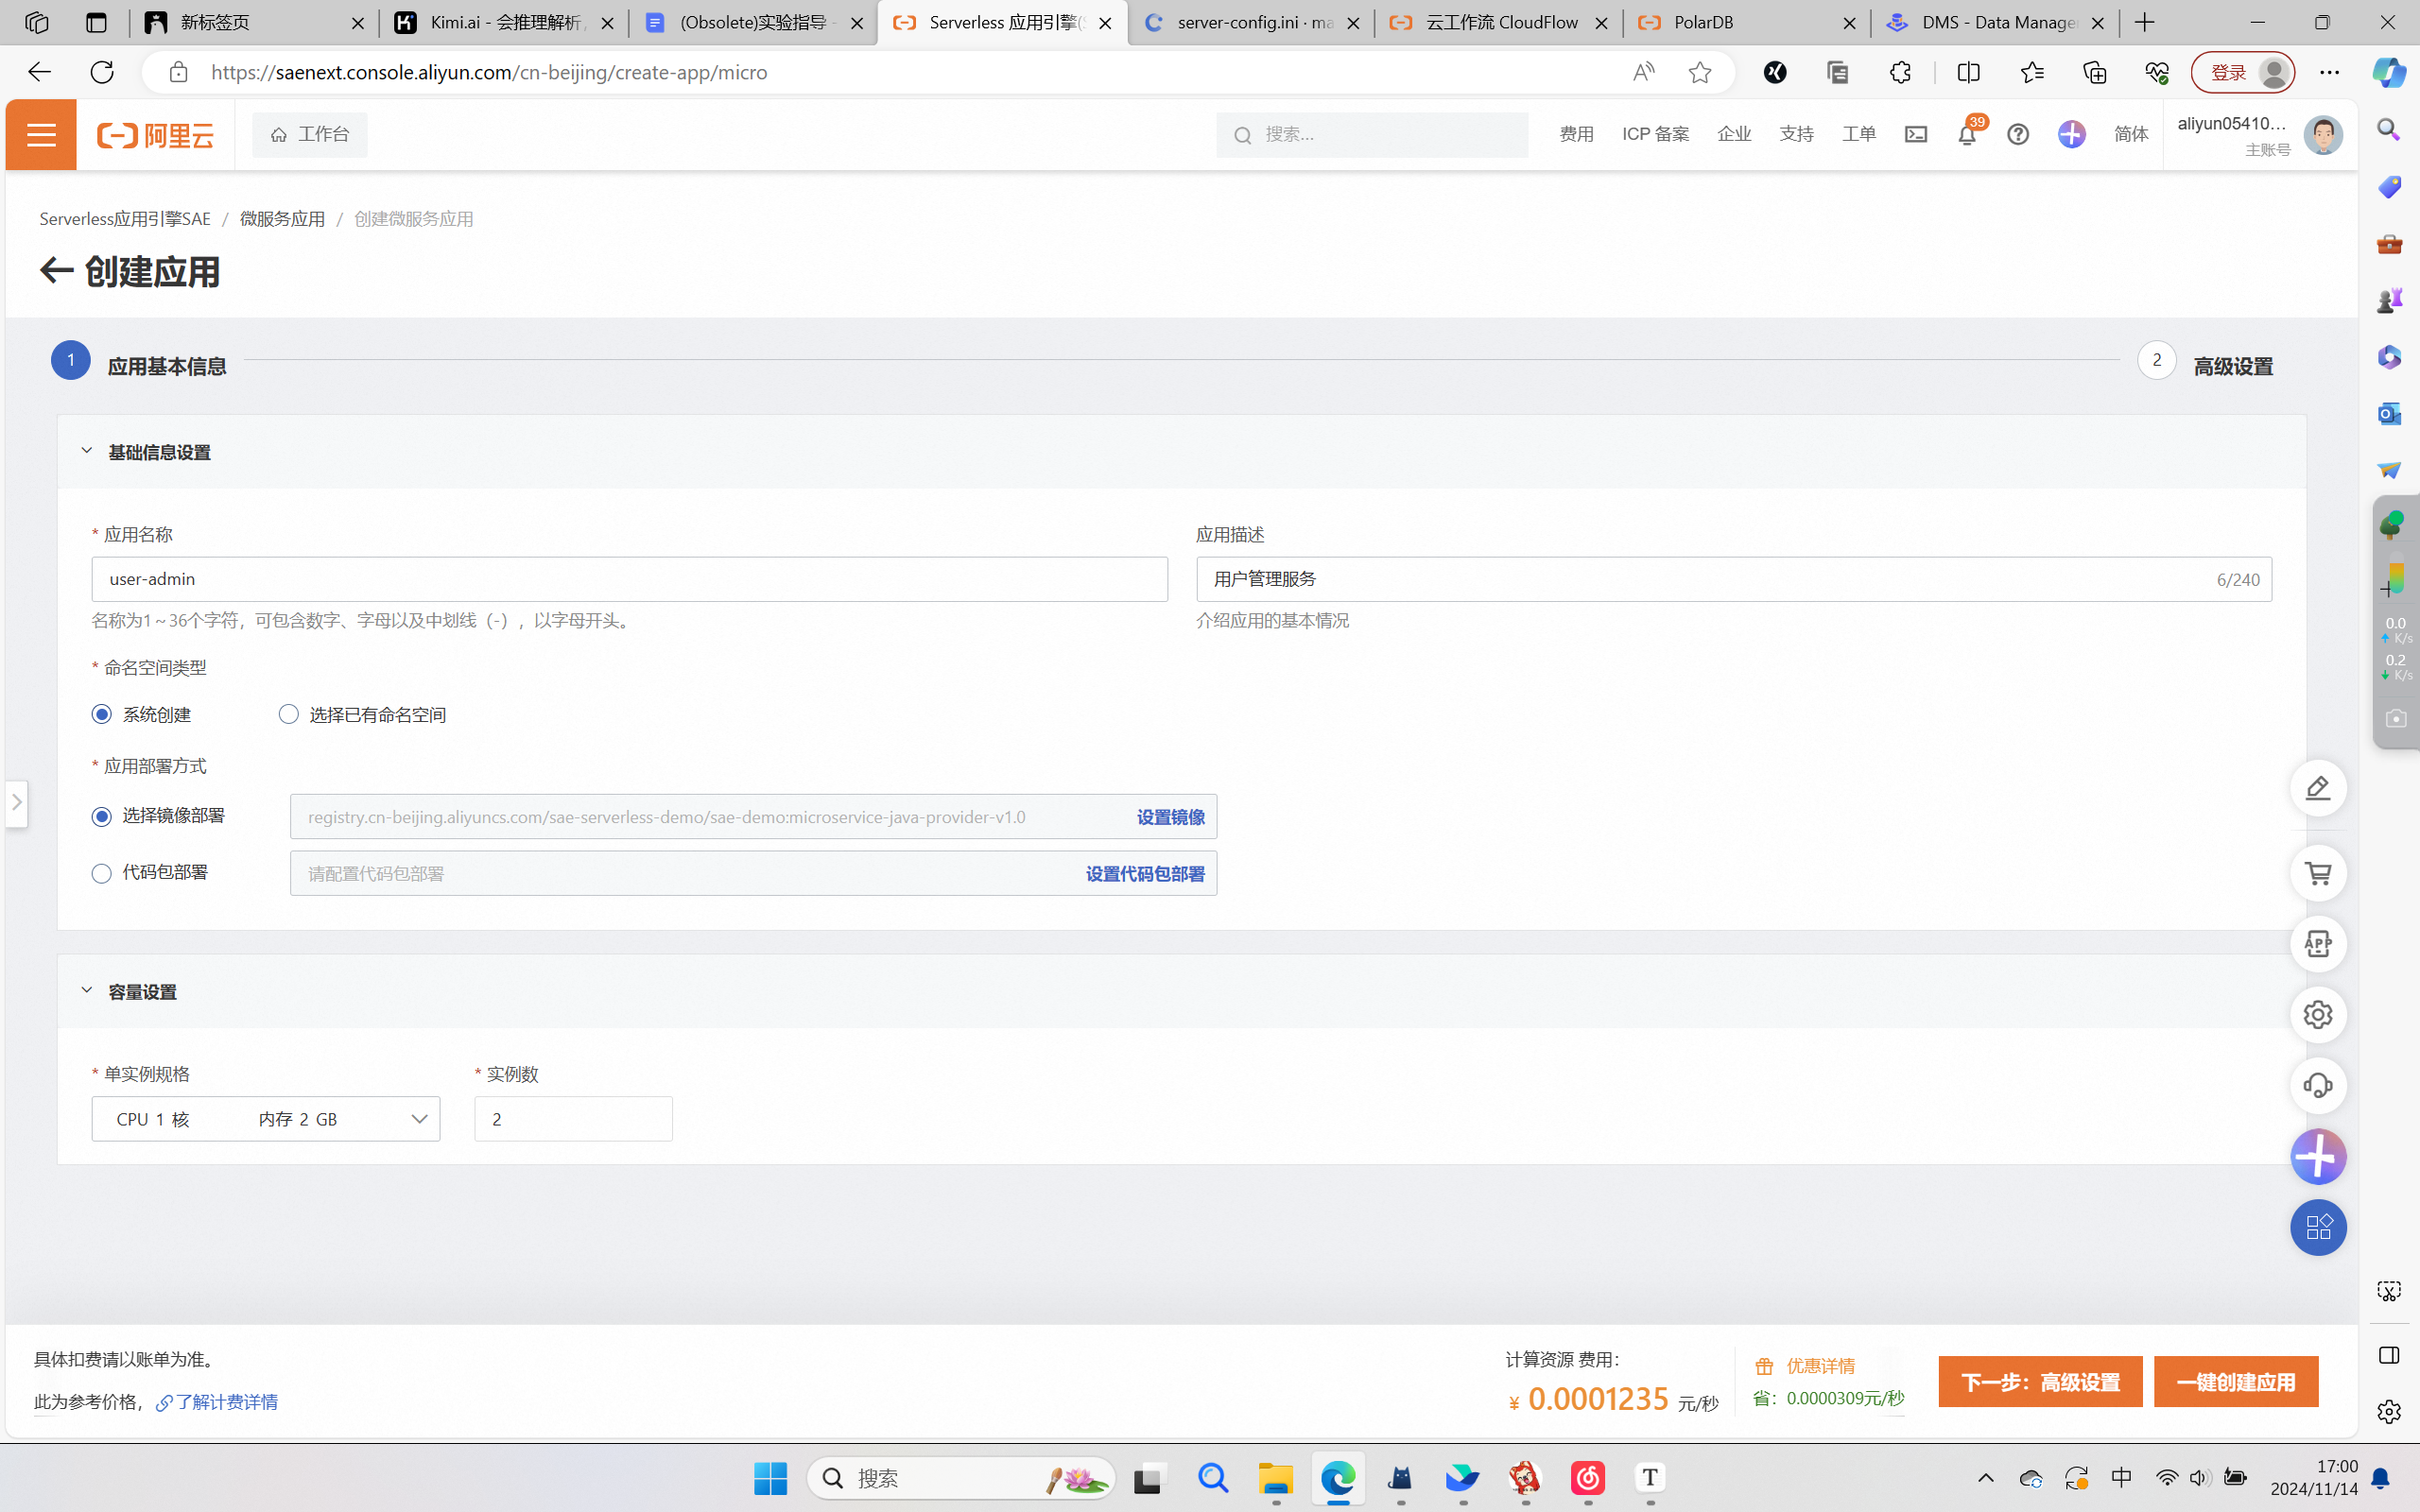 新标签页
Kimi.ai - 会推理解析,
(Obsolete)实验指导 -
Serverless 应用引擎(S
server-config.ini · ma
云工作流 CloudFlow
PolarDB
DMS - Data Manage
https://saenext.console.aliyun.com/cn-beijing/create-app/micro
登录
阿里云
工作台
搜索...
费用
ICP 备案
企业
支持
工单
39
简体
aliyun05410...
主账号
Serverless应用引擎SAE / 微服务应用 / 创建微服务应用
创建应用
1 应用基本信息
2 高级设置
基础信息设置
* 应用名称
应用描述
user-admin
用户管理服务 6/240
名称为1 ~ 36个字符，可包含数字、字母以及中划线（-），以字母开头。
介绍应用的基本情况
* 命名空间类型
系统创建 选择已有命名空间
* 应用部署方式
选择镜像部署 registry.cn-beijing.aliyuncs.com/sae-serverless-demo/sae-demo:microservice-java-provider-v1.0 设置镜像
代码包部署 请配置代码包部署 设置代码包部署
容量设置
* 单实例规格 * 实例数
CPU 1 核 内存 2 GB 2
0.0
K/s
0.2
K/s
APP
具体扣费请以账单为准。
此为参考价格， 了解计费详情
计算资源 费用：
¥ 0.0001235 元/秒
优惠详情
省：0.0000309元/秒
下一步：高级设置
一键创建应用
搜索
T
中
17:00
2024/11/14